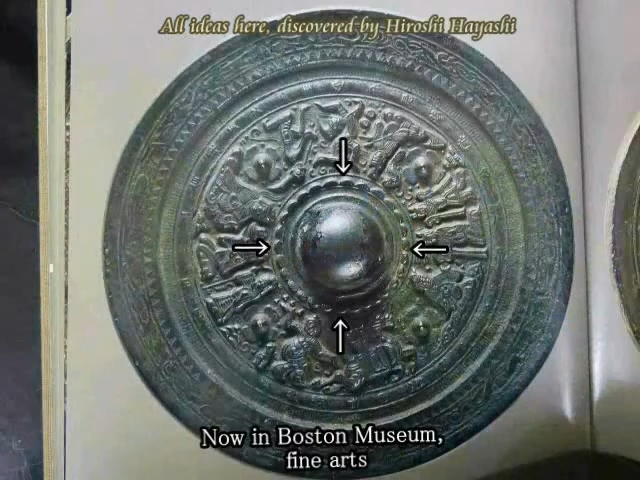 All ideas here, discovered by Hiroshi Hayashi
Now in Boston Museum,
fine arts